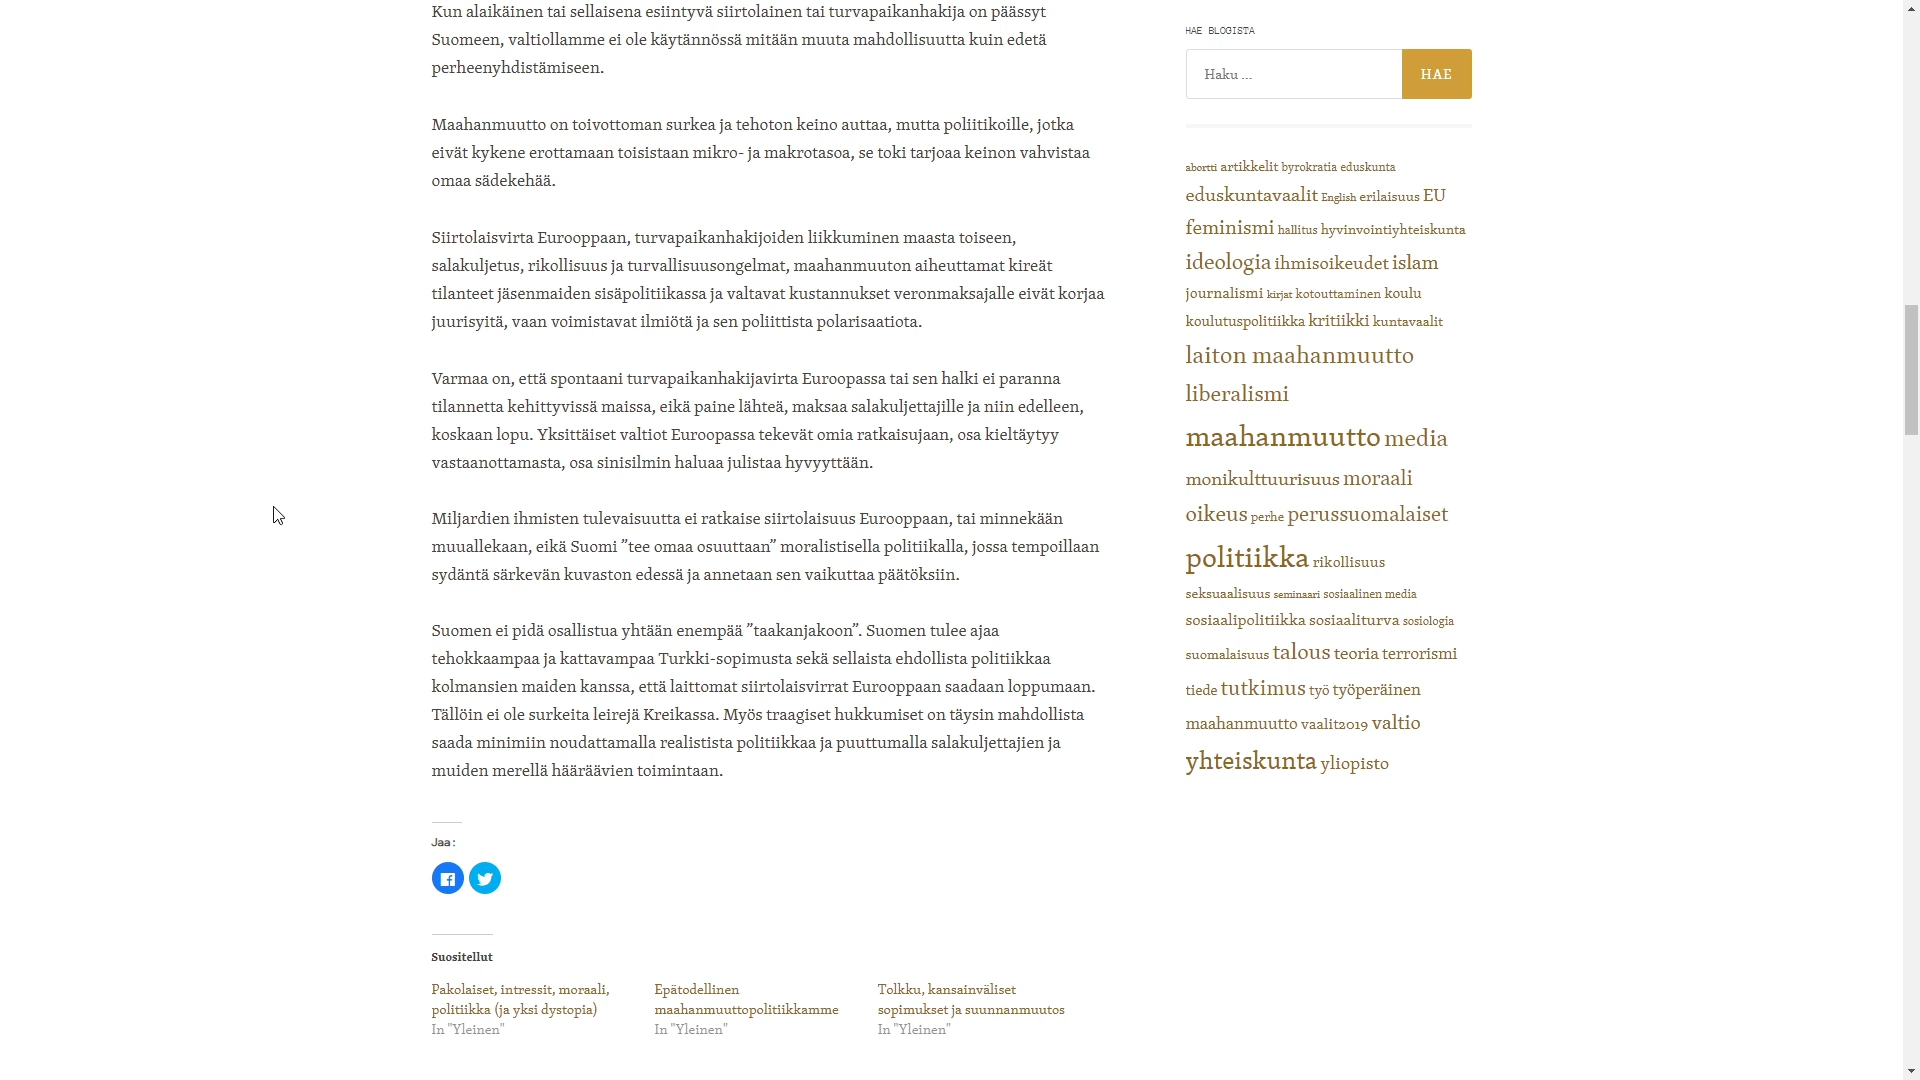 Kun alaikäinen tai sellaisena esiintyvä siirtolainen tai turvapaikanhakija on päässyt
Suomeen, valtiollamme ei ole käytännössä mitään muuta mahdollisuutta kuin edetä
perheenyhdistämiseen.
Maahanmuutto on toivottoman surkea ja tehoton keino auttaa, mutta poliitikoille, jotka
eivät kykene erottamaan toisistaan mikro- ja makrotasoa, se toki tarjoaa keinon vahvistaa
omaa sädekehää.
Siirtolaisvirta Eurooppaan, turvapaikanhakijoiden liikkuminen maasta toiseen,
salakuljetus, rikollisuus ja turvallisuusongelmat, maahanmuuton aiheuttamat kireät
tilanteet jäsenmaiden sisäpolitiikassa ja valtavat kustannukset veronmaksajalle eivät korjaa
juurisyitä, vaan voimistavat ilmiötä ja sen poliittista polarisaatiota.
Varmaa on, että spontaani turvapaikanhakijavirta Euroopassa tai sen halki ei paranna
tilannetta kehittyvissä maissa, eikä paine lähteä, maksaa salakuljettajille ja niin edelleen,
koskaan lopu. Yksittäiset valtiot Euroopassa tekevät omia ratkaisujaan, osa kieltäytyy
vastaanottamasta, osa sinisilmin haluaa julistaa hyvyyttään.
Miljardien ihmisten tulevaisuutta ei ratkaise siirtolaisuus Eurooppaan, tai minnekään
muuallekaan, eikä Suomi ”tee omaa osuuttaan” moralistisella politiikalla, jossa tempoillaan
sydäntä särkevän kuvaston edessä ja annetaan sen vaikuttaa päätöksiin.
Suomen ei pidä osallistua yhtään enempää ”taakanjakoon”. Suomen tulee ajaa
tehokkaampaa ja kattavampaa Turkki-sopimusta sekä sellaista ehdollista politiikkaa
kolmansien maiden kanssa, että laittomat siirtolaisvirrat Eurooppaan saadaan loppumaan.
Tällöin ei ole surkeita leirejä Kreikassa. Myös traagiset hukkumiset on täysin mahdollista
saada minimiin noudattamalla realistista politiikkaa ja puuttumalla salakuljettajien ja
muiden merellä hääräävien toimintaan.
Jaa:
Suositellut
Pakolaiset, intressit, moraali,
politiikka (ja yksi dystopia)
In "Yleinen"
Epätodellinen
maahanmuuttopolitiikkamme
In "Yleinen"
Tolkku, kansainväliset
sopimukset ja suunnanmuutos
In "Yleinen"
HAE BLOGISTA
Haku …
HAE
abortti artikkelit byrokratia eduskunta
eduskuntavaalit English erilaisuus EU
feminismi hallitus hyvinvointiyhteiskunta
ideologia ihmisoikeudet islam
journalismi kirjat kotouttaminen koulu
koulutuspolitiikka kritiikki kuntavaalit
laiton maahanmuutto
liberalismi
maahanmuutto media
monikulttuurisuus moraali
oikeus perhe perussuomalaiset
politiikka rikollisuus
seksuaalisuus seminaari sosiaalinen media
sosiaalipolitiikka sosiaaliturva sosiologia
suomalaisuus talous teoria terrorismi
tiede tutkimus työ työperäinen
maahanmuutto vaalit2019 valtio
yhteiskunta yliopisto